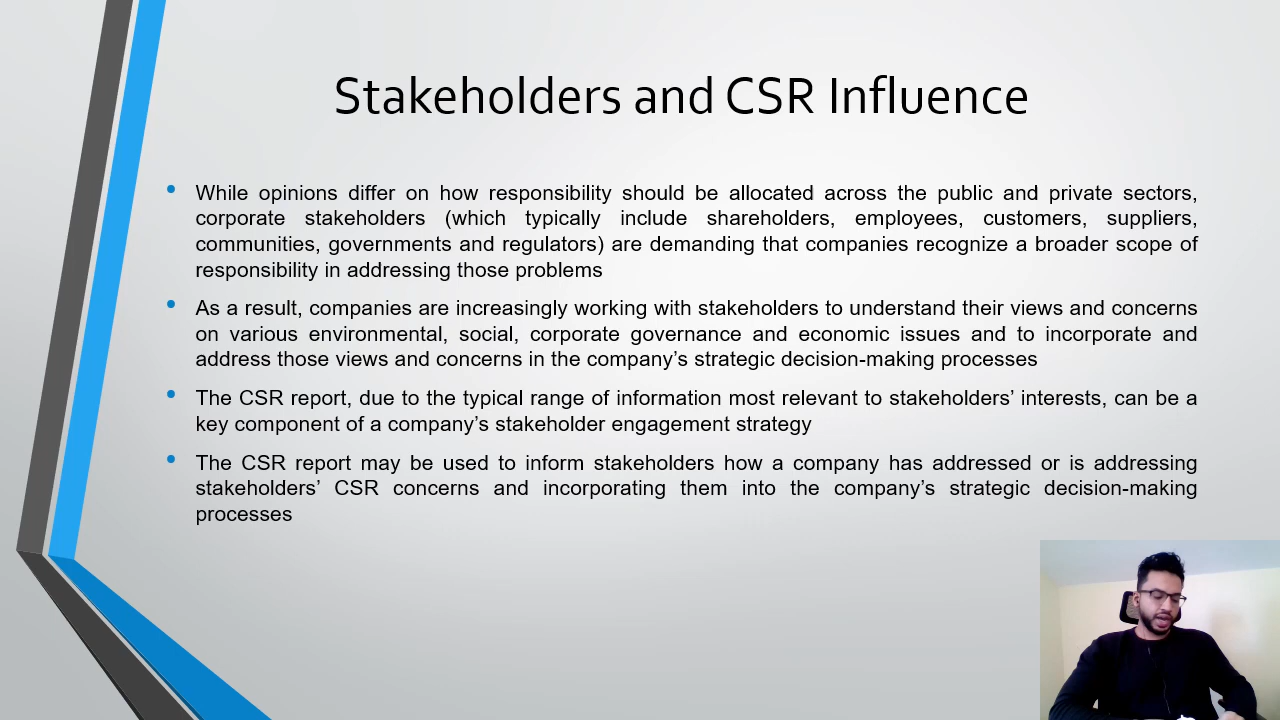 Stakeholders and CSR Influence
• While opinions differ on how responsibility should be allocated across the public and private sectors,
corporate stakeholders (which typically include shareholders, employees, customers, suppliers,
communities, governments and regulators) are demanding that companies recognize a broader scope of
responsibility in addressing those problems
• As a result, companies are increasingly working with stakeholders to understand their views and concerns
on various environmental, social, corporate governance and economic issues and to incorporate and
address those views and concerns in the company’s strategic decision-making processes
• The CSR report, due to the typical range of information most relevant to stakeholders’ interests, can be a
key component of a company’s stakeholder engagement strategy
• The CSR report may be used to inform stakeholders how a company has addressed or is addressing
stakeholders’ CSR concerns and incorporating them into the company’s strategic decision-making
processes